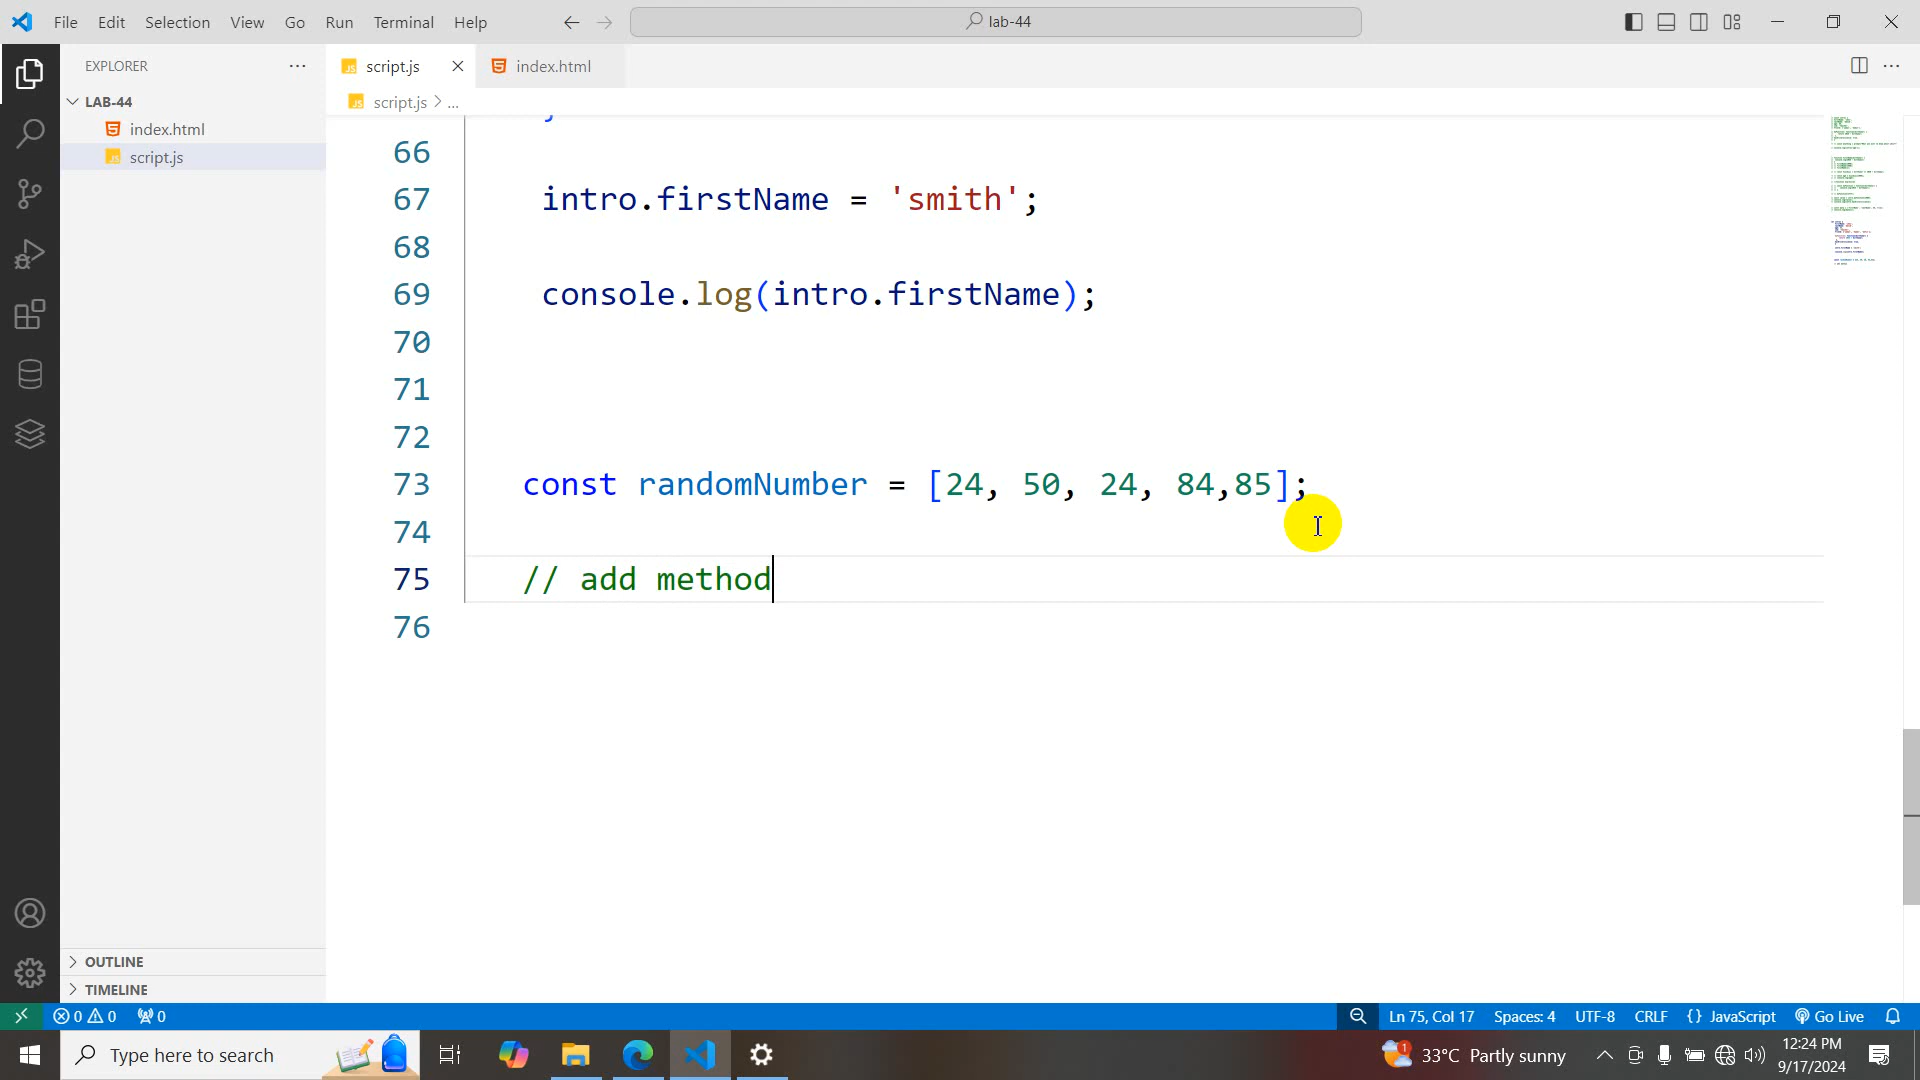 File Edit Selection View Go Run Terminal Help
lab-44
EXPLORER
LAB-44
index.html
script.js
OUTLINE
TIMELINE
script.js
index.html
script.js > ...
66
67 intro.firstName = 'smith';
68
69 console.log(intro.firstName);
70
71
72
73 const randomNumber = [24, 50, 24, 84,85];
74
75 // add method
76
0 0 0
Ln 75, Col 17 Spaces: 4 UTF-8 CRLF {} JavaScript Go Live
Type here to search
1 33°C Partly sunny
12:24 PM
9/17/2024